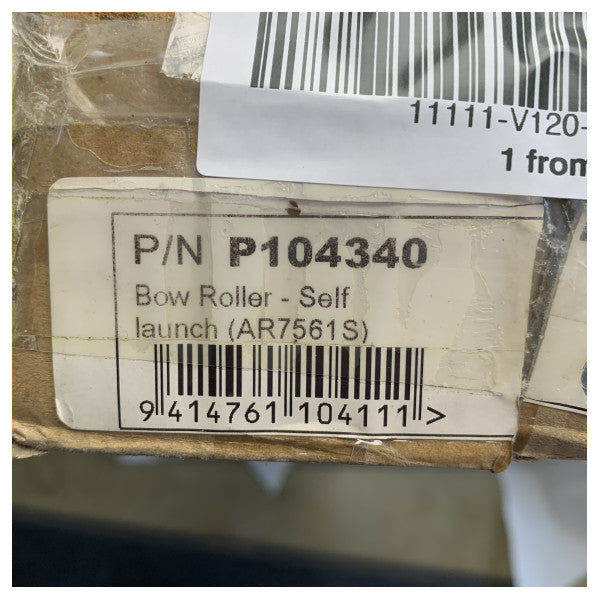 11111-V120-
1 from
P/N P104340
Bow Roller - Self
launch (AR7561S)
9 414761 104111 >